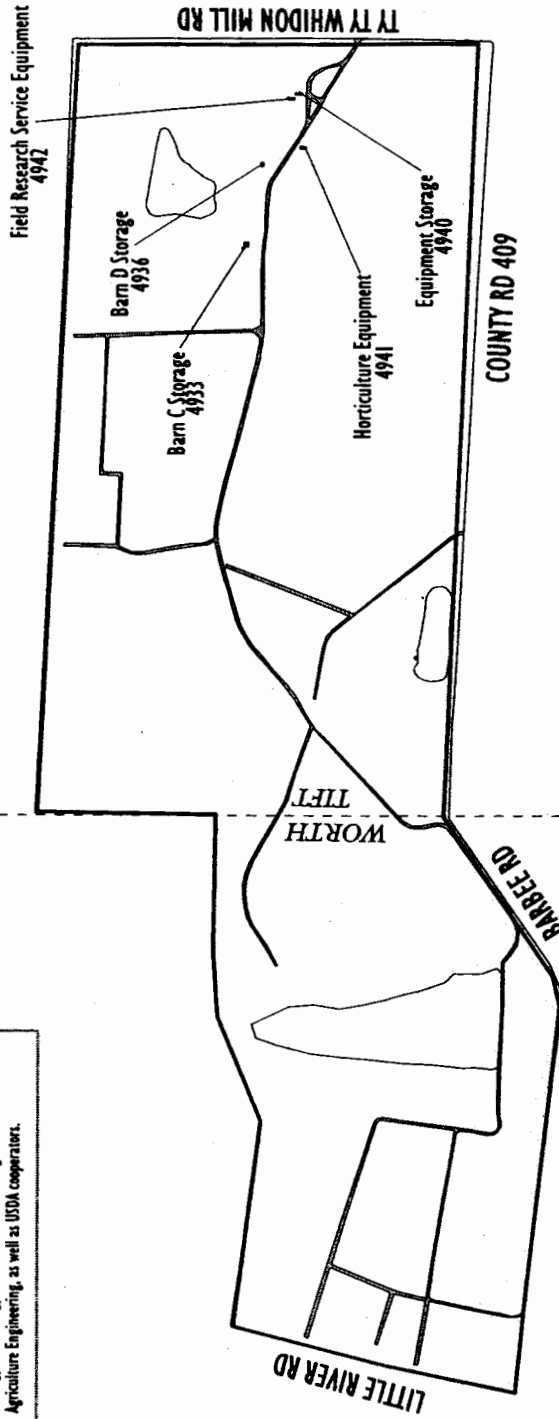 Agriculture Engineering, as well as USDA cooperators.
Field Research Service Equipment
4942
TY TY WHIDON MILL RD
Barn D Storage
4936
Barn C Storage
4933
Equipment Storage
4940
Horticulture Equipment
4941
COUNTY RD 409
TIFT
WORTH
BARBEE RD
LITTLE RIVER RD